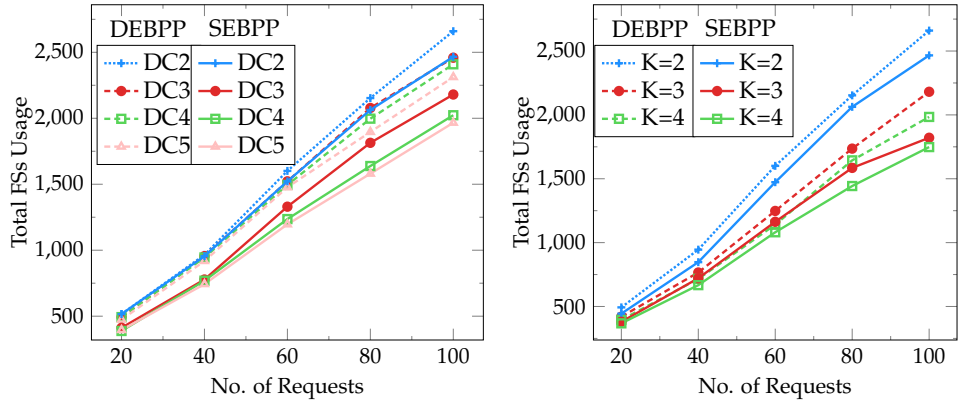 DEBPP SEBPP
DC2 DC2
DC3 DC3
DC4 DC4
DC5 DC5
Total FSs Usage
2,500
2,000
1,500
1,000
500
20 40 60 80 100
No. of Requests
DEBPP SEBPP
K=2 K=2
K=3 K=3
K=4 K=4
Total FSs Usage
2,500
2,000
1,500
1,000
500
20 40 60 80 100
No. of Requests